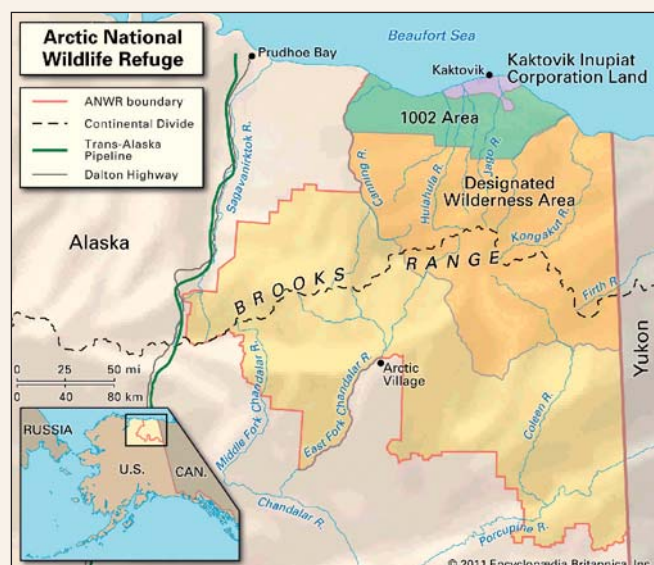 Arctic National
Wildlife Refuge
ANWR boundary
Continental Divide
Trans-Alaska
Pipeline
Dalton Highway
Beaufort Sea
Prudhoe Bay
Kaktovik
Kaktovik Inupiat
Corporation Land
1002 Area
Sagavanirktok R.
Canning R.
Hulahula R.
Jago R.
Designated
Wilderness Area
Kongakut R.
Alaska
BROOKS RANGE
Firth R.
Yukon
0 25 50 mi
0 40 80 km
Arctic
Village
Middle Fork Chandalar R.
East Fork Chandalar R.
Coleen R.
Chandalar R.
Porcupine R.
RUSSIA
U.S.
CAN.
© 2011 Encyclopædia Britannica, Inc.